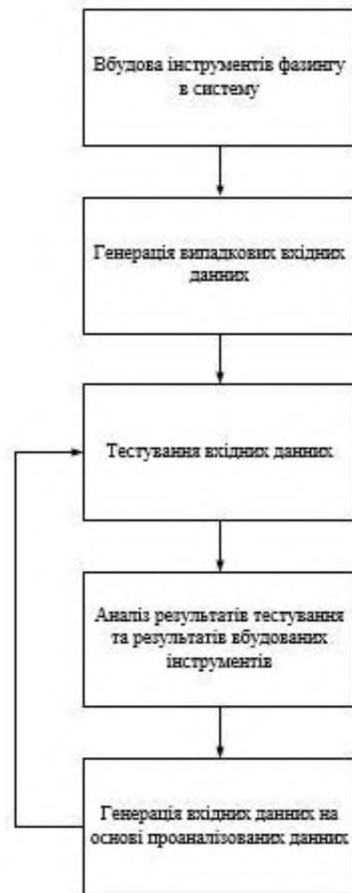 Вбудова інструментів фазингу
в систему
Генерація випадкових вхідних
данних
Тестування вхідних данних
Аналіз результатів тестування
та результатів вбудованих
інструментів
Генерація вхідних данних на
основі проаналізованих данних